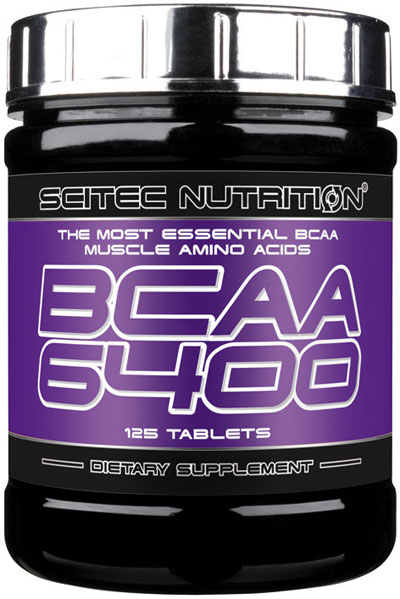 SCITEC NUTRITION®
THE MOST ESSENTIAL BCAA
MUSCLE AMINO ACIDS
BCAA
6400
125 TABLETS
DIETARY SUPPLEMENT